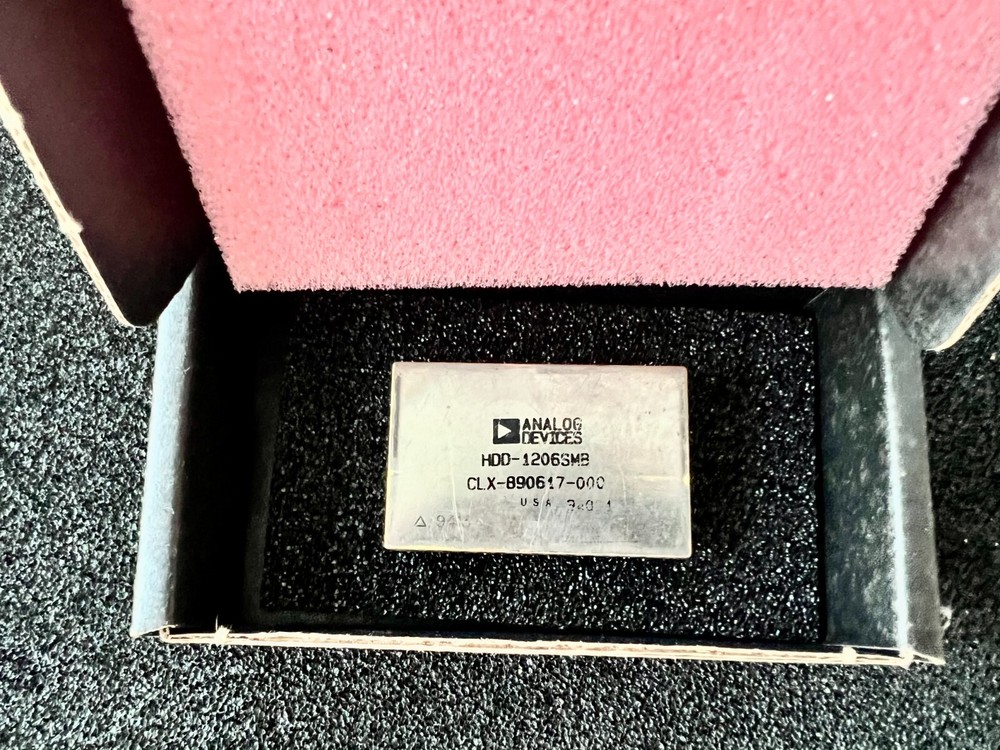 ANALOG
DEVICES
HDD-1206SMB
CLX-890617-000
USA